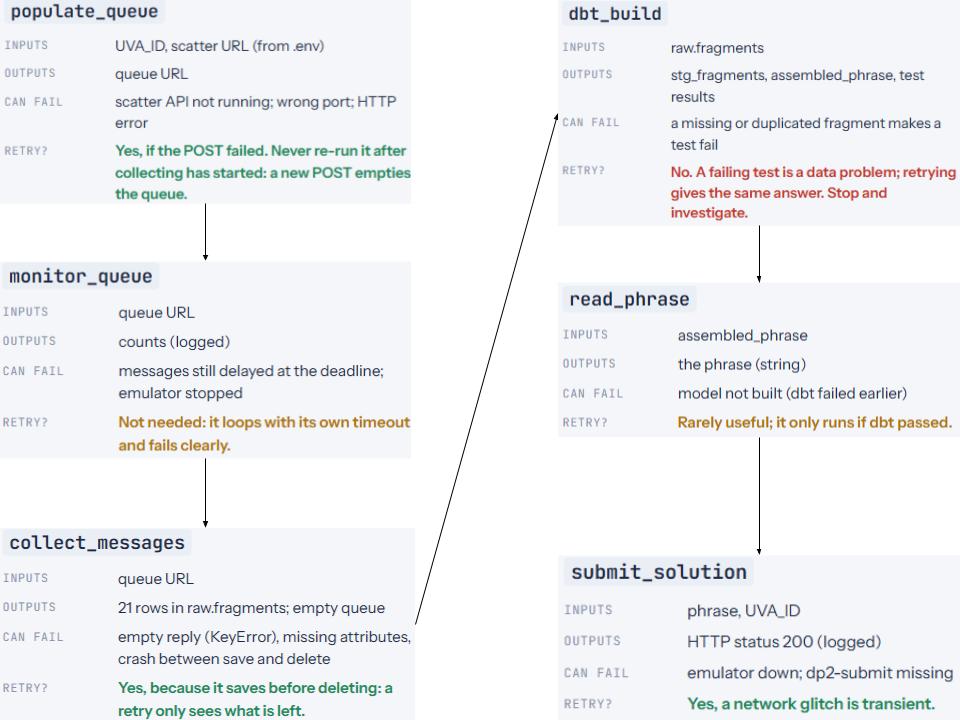 populate_queue
INPUTS UVA_ID, scatter URL (from .env)
OUTPUTS queue URL
CAN FAIL scatter API not running; wrong port; HTTP
error
RETRY? Yes, if the POST failed. Never re-run it after
collecting has started: a new POST empties
the queue.
monitor_queue
INPUTS queue URL
OUTPUTS counts (logged)
CAN FAIL messages still delayed at the deadline;
emulator stopped
RETRY? Not needed: it loops with its own timeout
and fails clearly.
collect_messages
INPUTS queue URL
OUTPUTS 21 rows in raw.fragments; empty queue
CAN FAIL empty reply (KeyError), missing attributes,
crash between save and delete
RETRY? Yes, because it saves before deleting: a
retry only sees what is left.
dbt_build
INPUTS raw.fragments
OUTPUTS stg_fragments, assembled_phrase, test
results
CAN FAIL a missing or duplicated fragment makes a
test fail
RETRY? No. A failing test is a data problem; retrying
gives the same answer. Stop and
investigate.
read_phrase
INPUTS assembled_phrase
OUTPUTS the phrase (string)
CAN FAIL model not built (dbt failed earlier)
RETRY? Rarely useful; it only runs if dbt passed.
submit_solution
INPUTS phrase, UVA_ID
OUTPUTS HTTP status 200 (logged)
CAN FAIL emulator down; dp2-submit missing
RETRY? Yes, a network glitch is transient.